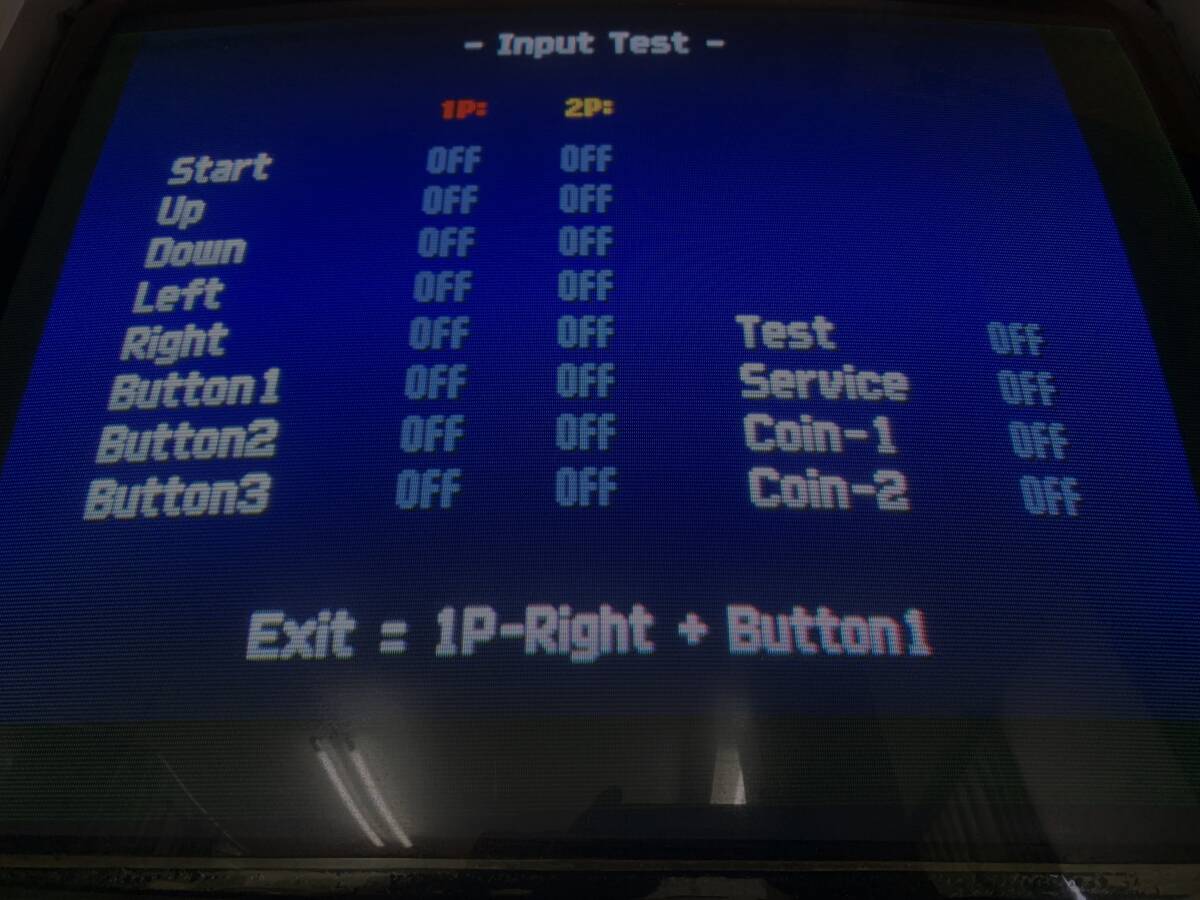 - Input Test -
1P: 2P:
Start OFF OFF
Up OFF OFF
Down OFF OFF
Left OFF OFF
Right OFF OFF Test OFF
Button1 OFF OFF Service OFF
Button2 OFF OFF Coin-1 OFF
Button3 OFF OFF Coin-2 OFF
Exit = 1P-Right + Button1